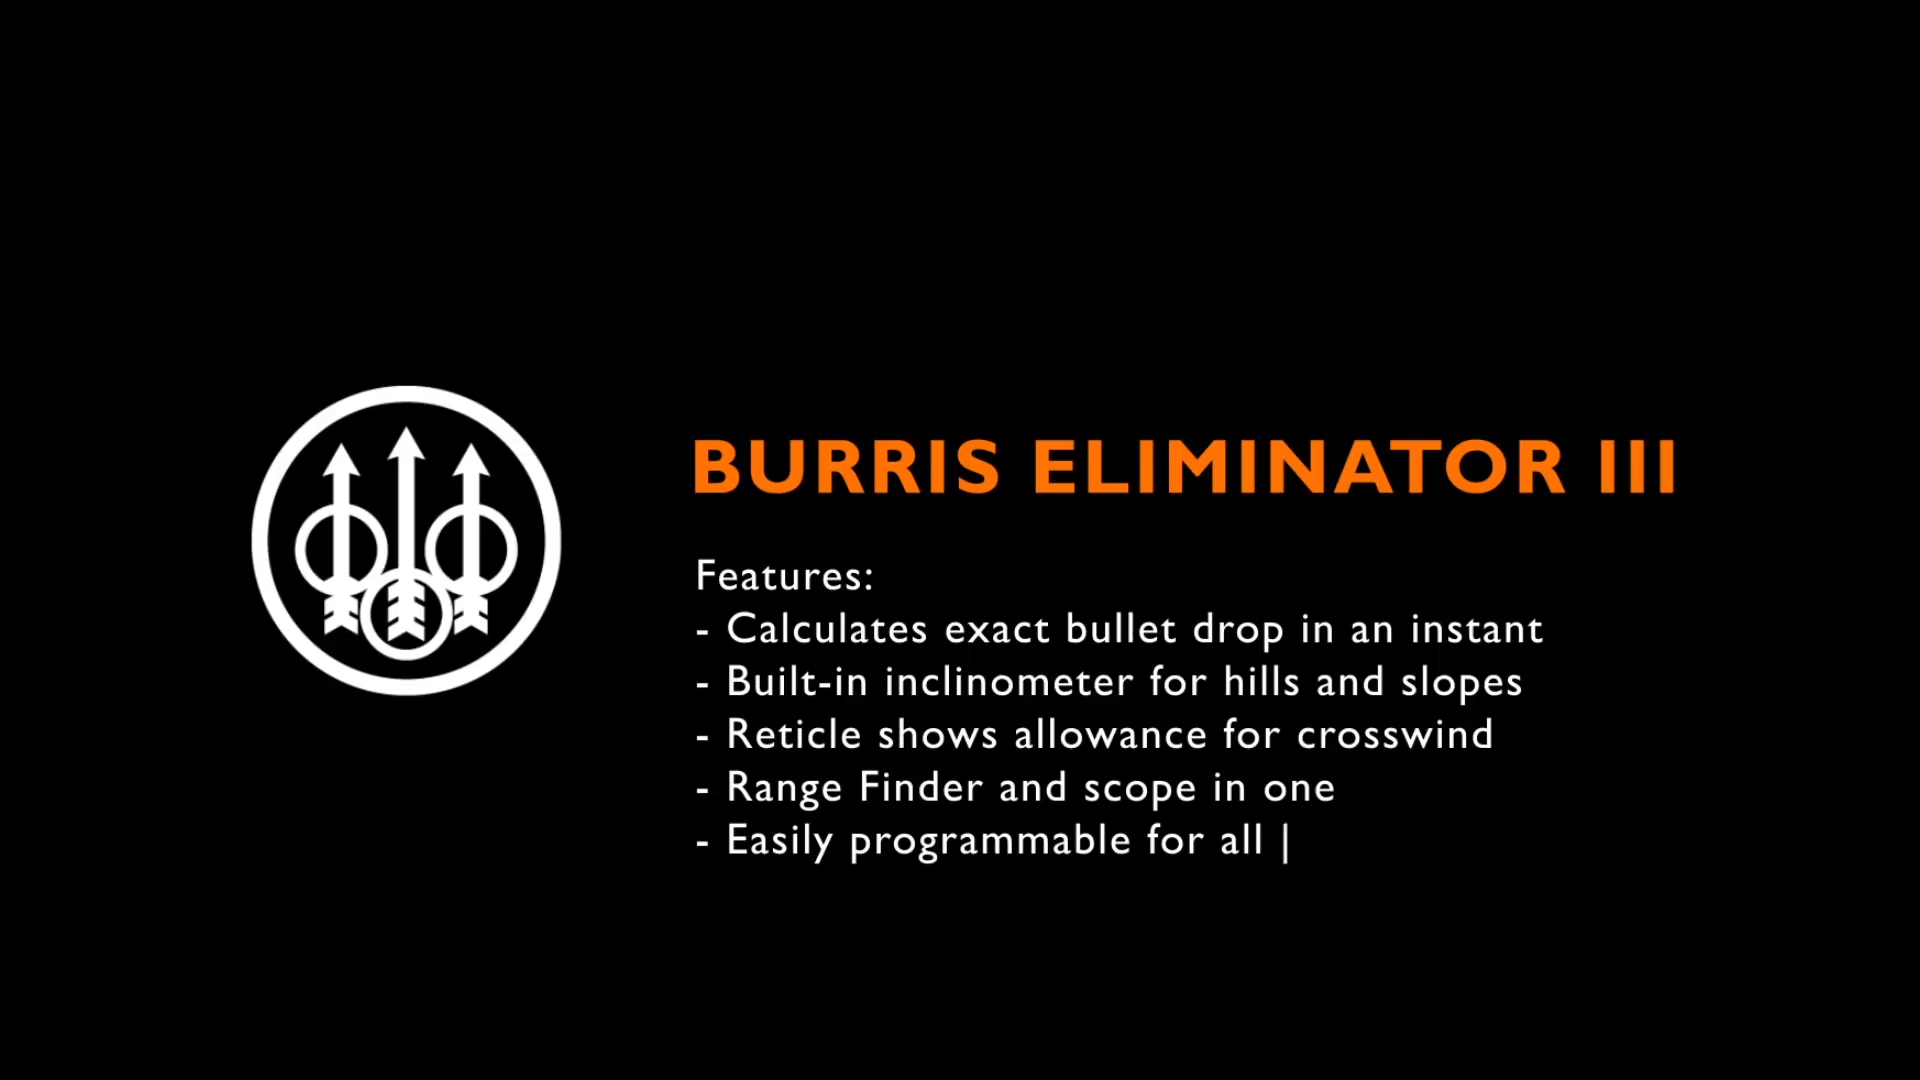 BURRIS ELIMINATOR III
Features:
- Calculates exact bullet drop in an instant
- Built-in inclinometer for hills and slopes
- Reticle shows allowance for crosswind
- Range Finder and scope in one
- Easily programmable for all |